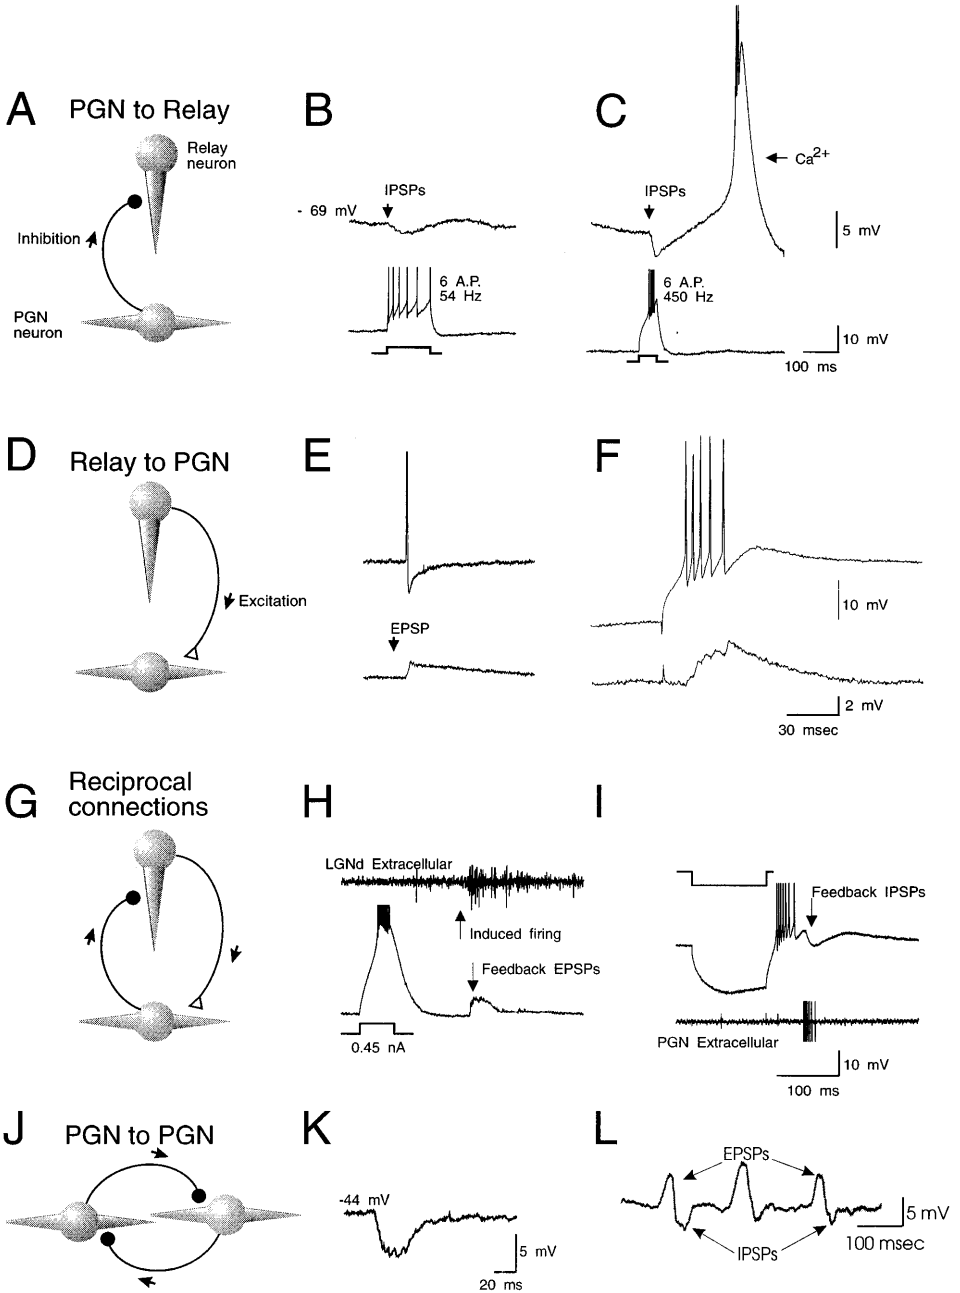 A
PGN to Relay
Relay
neuron
Inhibition
PGN
neuron
B
IPSPs
- 69 mV
6 A.P.
54 Hz
C
Ca2+
IPSPs
5 mV
6 A.P.
450 Hz
10 mV
100 ms
D
Relay to PGN
Excitation
E
EPSP
F
10 mV
2 mV
30 msec
G
Reciprocal
connections
H
LGNd Extracellular
Induced firing
Feedback EPSPs
0.45 nA
I
Feedback IPSPs
PGN Extracellular
10 mV
100 ms
J
PGN to PGN
K
-44 mV
5 mV
20 ms
L
EPSPs
IPSPs
5 mV
100 msec